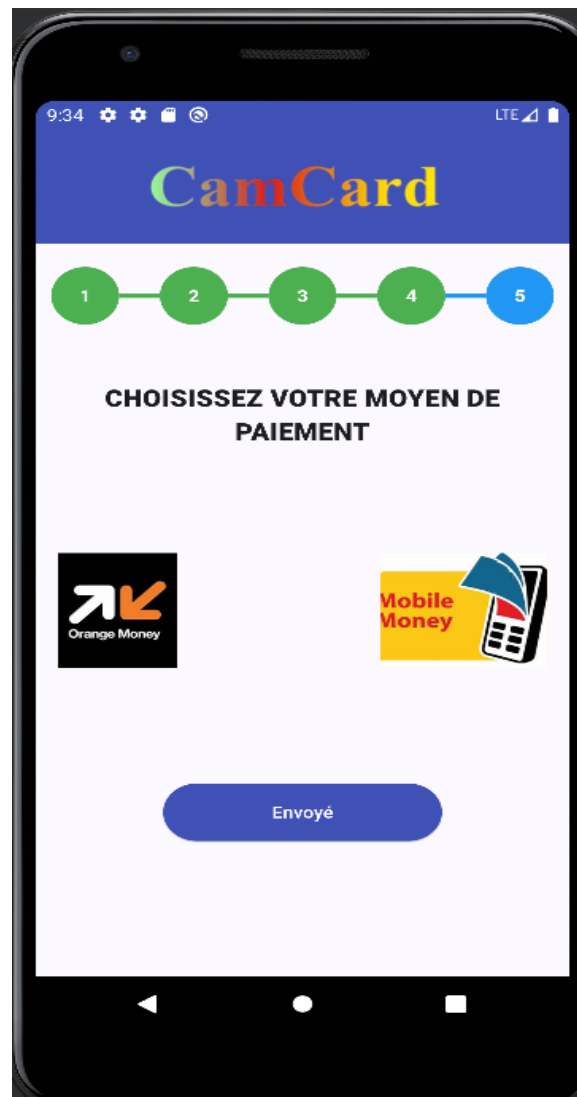 9:34 LTE
CamCard
1 2 3 4 5
CHOISISSEZ VOTRE MOYEN DE
PAIEMENT
Orange Money
Mobile
Money
Envoyé